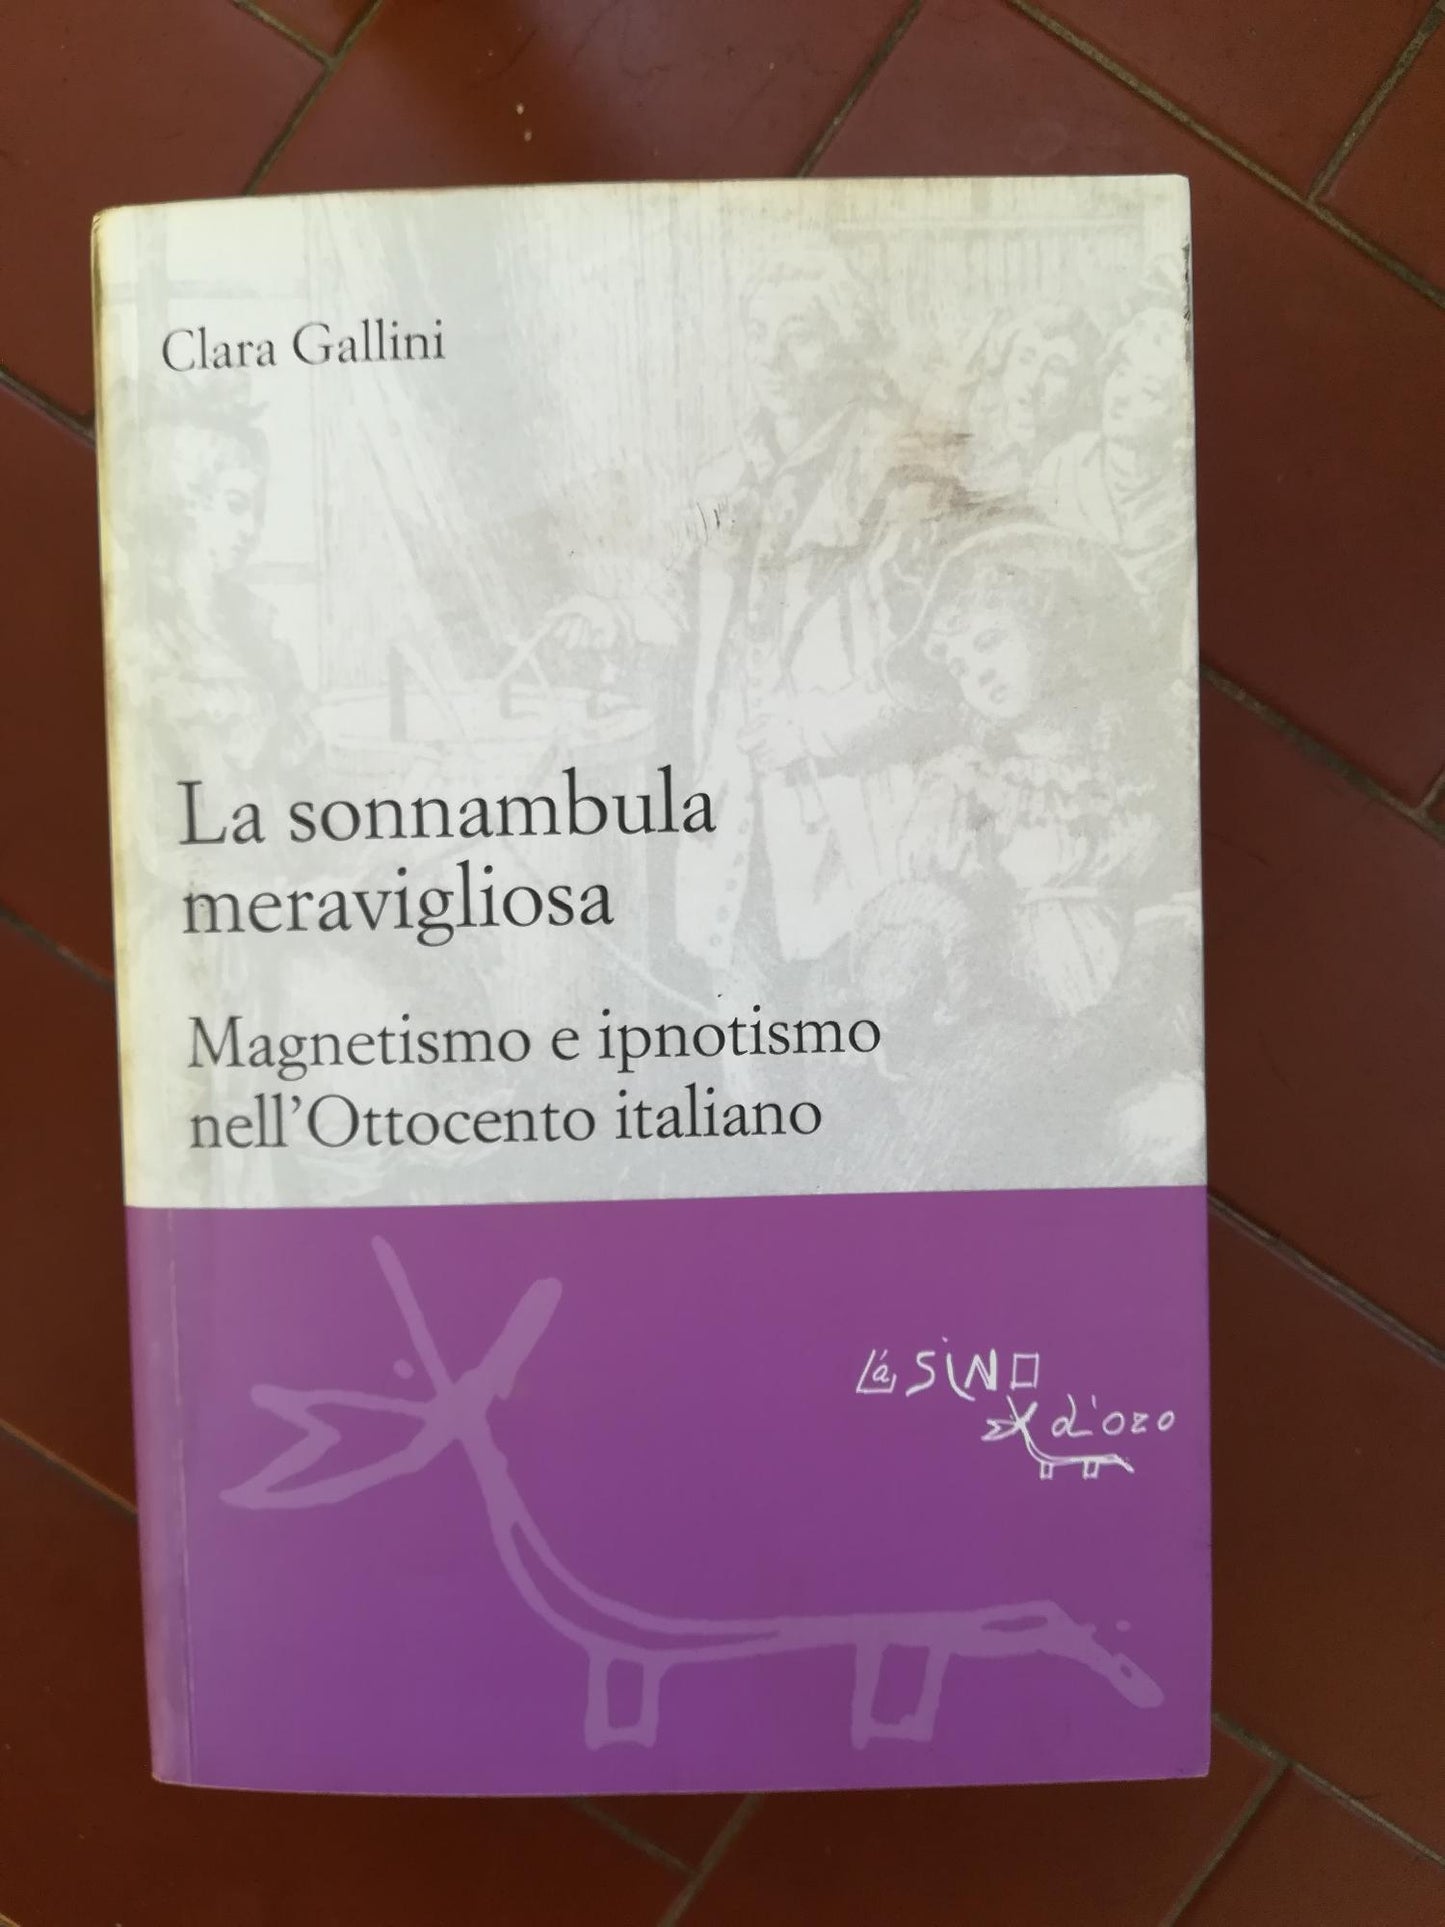 Clara Gallini
La sonnambula
meravigliosa
Magnetismo e ipnotismo
nell'Ottocento italiano
L'ASINO
d'oro